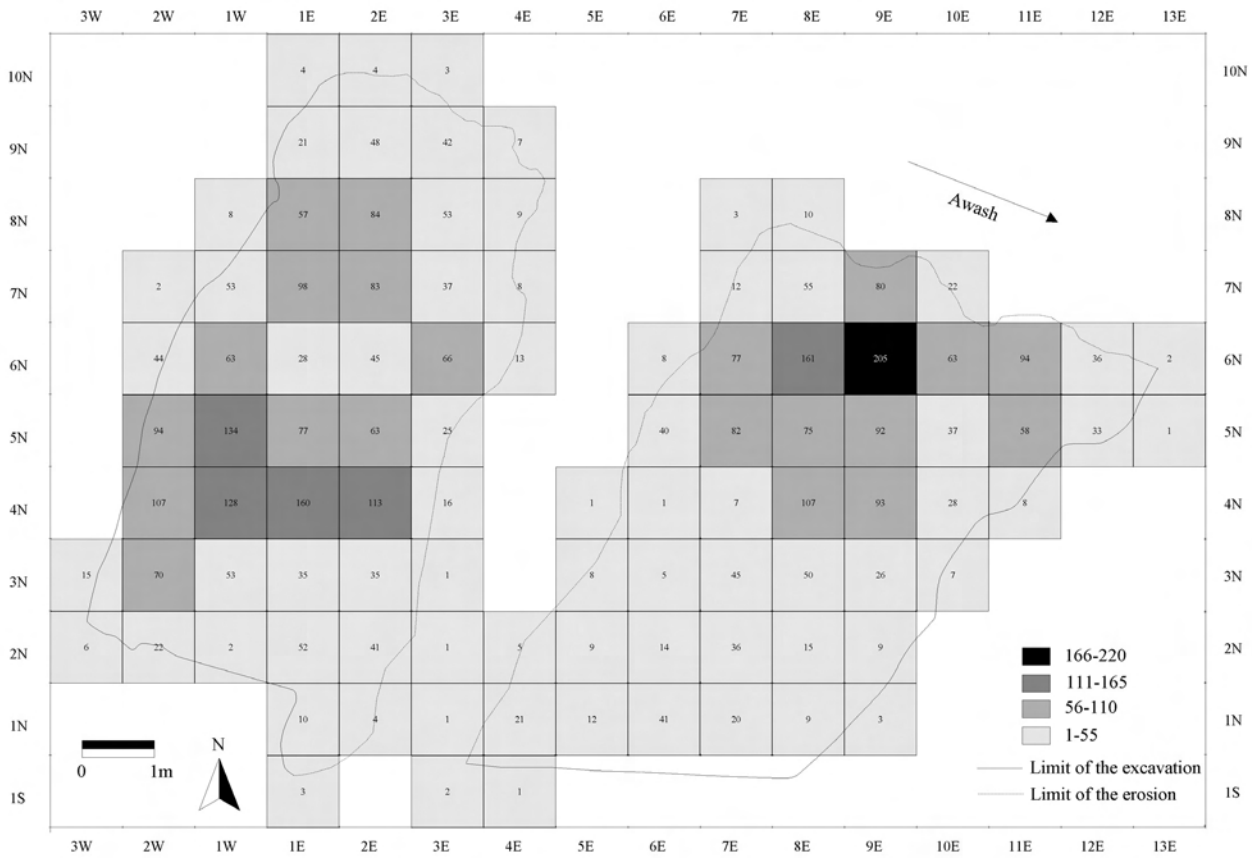 3W 2W 1W 1E 2E 3E 4E 5E 6E 7E 8E 9E 10E 11E 12E 13E
10N 4 4 3 10N
9N 21 48 42 7 9N
8N 8 57 84 53 9 3 10 8N
Awash
7N 2 53 98 83 37 8 12 55 80 22 7N
6N 44 63 28 45 66 13 8 77 161 205 63 94 36 2 6N
5N 94 134 77 63 25 40 82 75 92 37 58 33 1 5N
4N 107 128 160 113 16 1 1 7 107 93 28 8 4N
3N 15 70 53 35 35 1 8 5 45 50 26 7 3N
2N 6 22 2 52 41 1 5 9 14 36 15 9 2N
166-220
111-165
1N 10 4 1 21 12 41 20 9 3 1N
56-110
1-55
N
0 1m
Limit of the excavation
Limit of the erosion
1S 3 2 1 1S
3W 2W 1W 1E 2E 3E 4E 5E 6E 7E 8E 9E 10E 11E 12E 13E